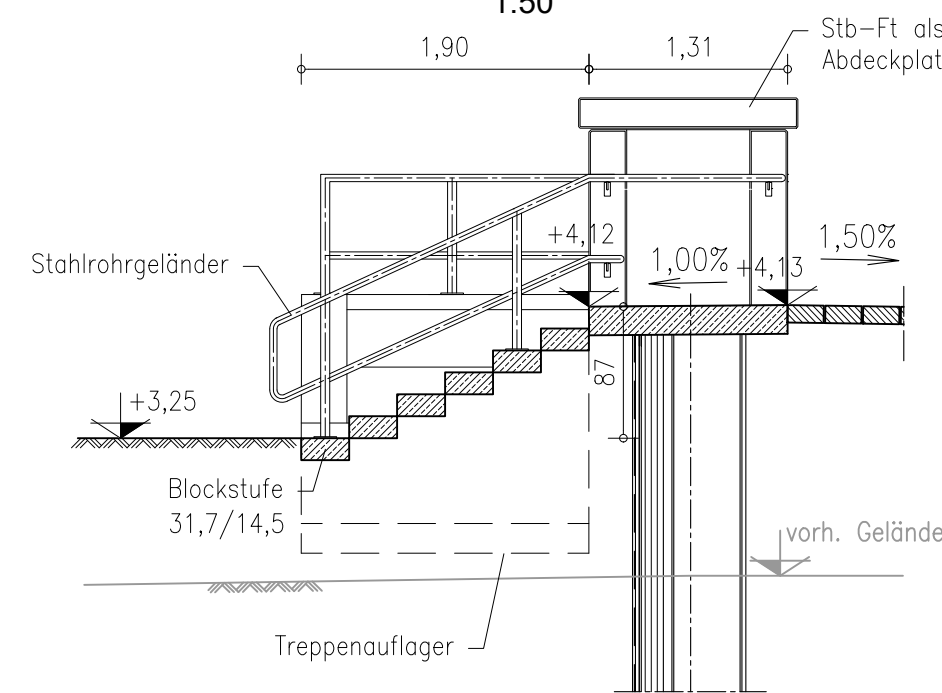 1:50
1,90
1,31
Stb-Ft als
Abdeckplat
+4,12
1,00%
+4,13
1,50%
Stahlrohrgeländer
87
+3,25
Blockstufe
31,7/14,5
vorh. Gelände
Treppenauflager